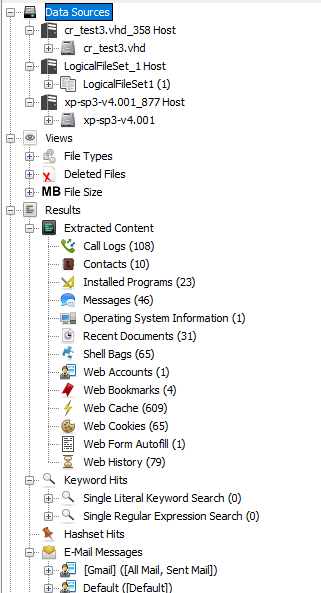 Data Sources
cr_test3.vhd_358 Host
cr_test3.vhd
LogicalFileSet_1 Host
LogicalFileSet1 (1)
xp-sp3-v4.001_877 Host
xp-sp3-v4.001
Views
File Types
Deleted Files
MB File Size
Results
Extracted Content
Call Logs (108)
Contacts (10)
Installed Programs (23)
Messages (46)
Operating System Information (1)
Recent Documents (31)
Shell Bags (65)
Web Accounts (1)
Web Bookmarks (4)
Web Cache (609)
Web Cookies (65)
Web Form Autofill (1)
Web History (79)
Keyword Hits
Single Literal Keyword Search (0)
Single Regular Expression Search (0)
Hashset Hits
E-Mail Messages
[Gmail] ([All Mail, Sent Mail])
Default ([Default])